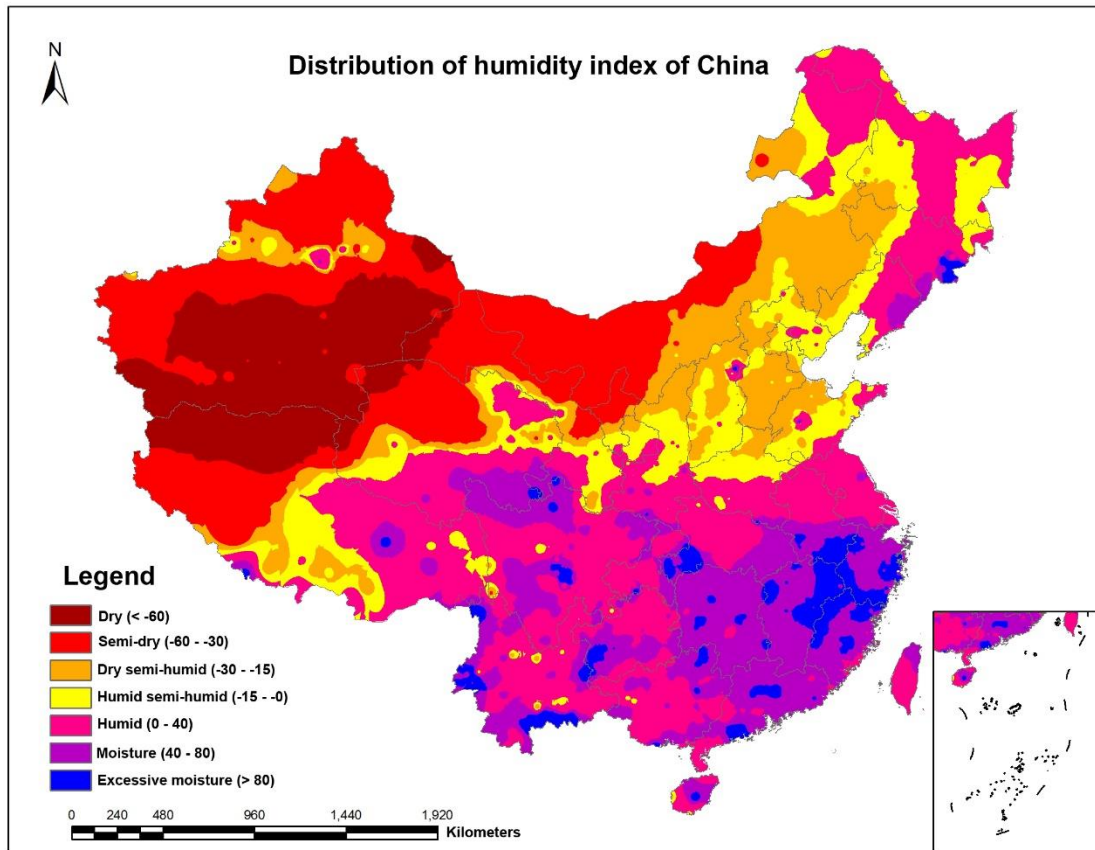 N
Distribution of humidity index of China
Legend
Dry (< -60)
Semi-dry (-60 - -30)
Dry semi-humid (-30 - -15)
Humid semi-humid (-15 - -0)
Humid (0 - 40)
Moisture (40 - 80)
Excessive moisture (> 80)
0 240 480 960 1,440 1,920
Kilometers